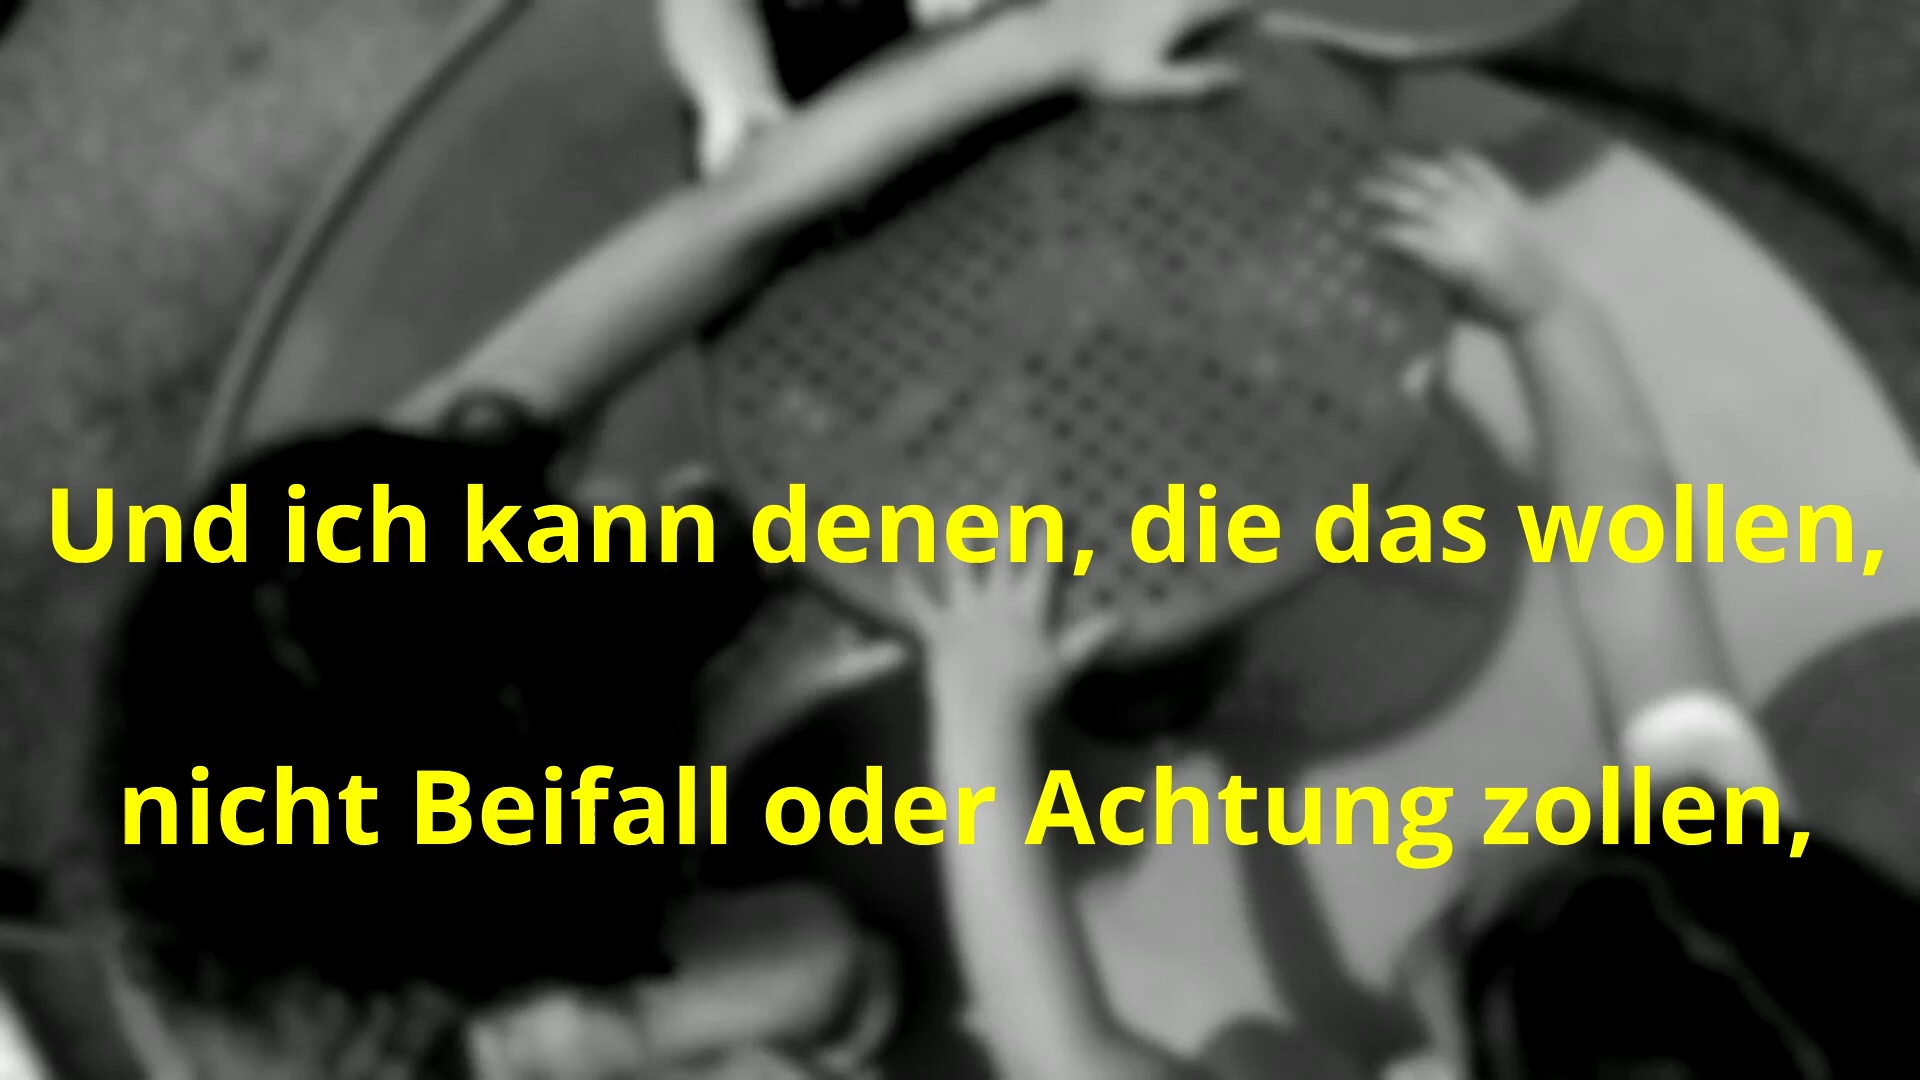 Und ich kann denen, die das wollen,
nicht Beifall oder Achtung zollen,